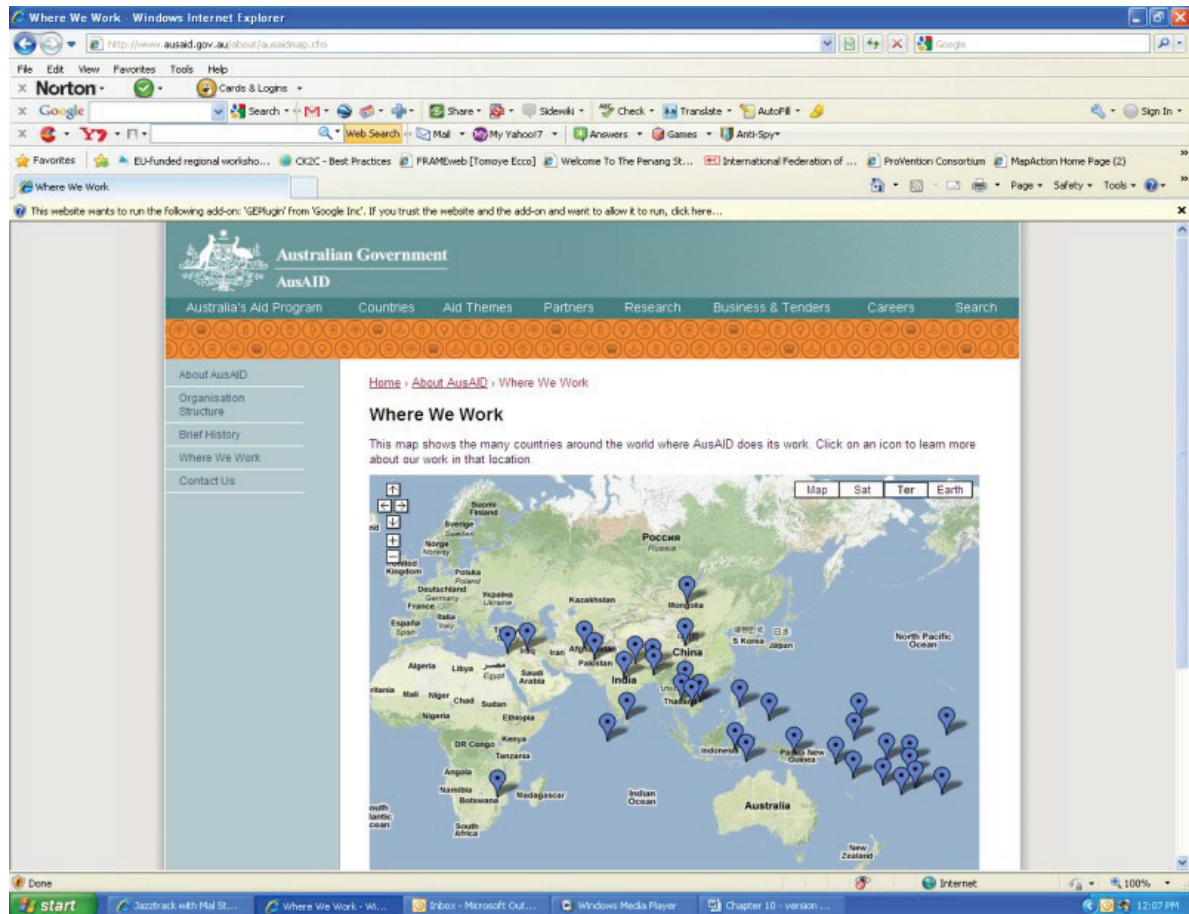 Where We Work - Windows Internet Explorer
http://www.ausaid.gov.au/about/ausaidmap.cfm
Google
File Edit View Favorites Tools Help
Norton
Cards & Logins
Google Search Share Sidewiki Check Translate AutoFill Sign In
Web Search Mail My Yahoo!7 Answers Games Anti-Spy
Favorites EU-funded regional worksho... CK2C - Best Practices FRAMEweb [Tomoye Ecco] Welcome To The Penang St... International Federation of ... ProVention Consortium MapAction Home Page (2)
Where We Work
Page Safety Tools
This website wants to run the following add-on: 'GEPlugin' from 'Google Inc'. If you trust the website and the add-on and want to allow it to run, click here...
Australian Government
AusAID
Australia's Aid Program Countries Aid Themes Partners Research Business & Tenders Careers Search
About AusAID
Organisation
Structure
Brief History
Where We Work
Contact Us
Home › About AusAID › Where We Work
Where We Work
This map shows the many countries around the world where AusAID does its work. Click on an icon to learn more
about our work in that location.
Map Sat Ter Earth
Suomi
Finland
Sverige
Sweden
Norge
Norway
Россия
Russia
United
Kingdom
Polska
Poland
Deutschland
Germany
Україна
Ukraine
France
Kazakhstan
Mongolia
Italia
Italy
España
Spain
Iraq
Iran
Pakistan
China
S Korea
日本
Japan
North Pacific
Ocean
Algeria
Libya
Egypt
Saudi
Arabia
India
Mali
Niger
Chad
Sudan
Thailand
Nigeria
Ethiopia
DR Congo
Kenya
Tanzania
Indonesia
Papua New
Guinea
Angola
Namibia
Botswana
Madagascar
Indian
Ocean
Australia
South
Africa
New
Zealand
Done
Internet
100%
start
Jazztrack with Mal St...
Where We Work - Wi...
Inbox - Microsoft Out...
Windows Media Player
Chapter 10 - version ...
12:07 PM